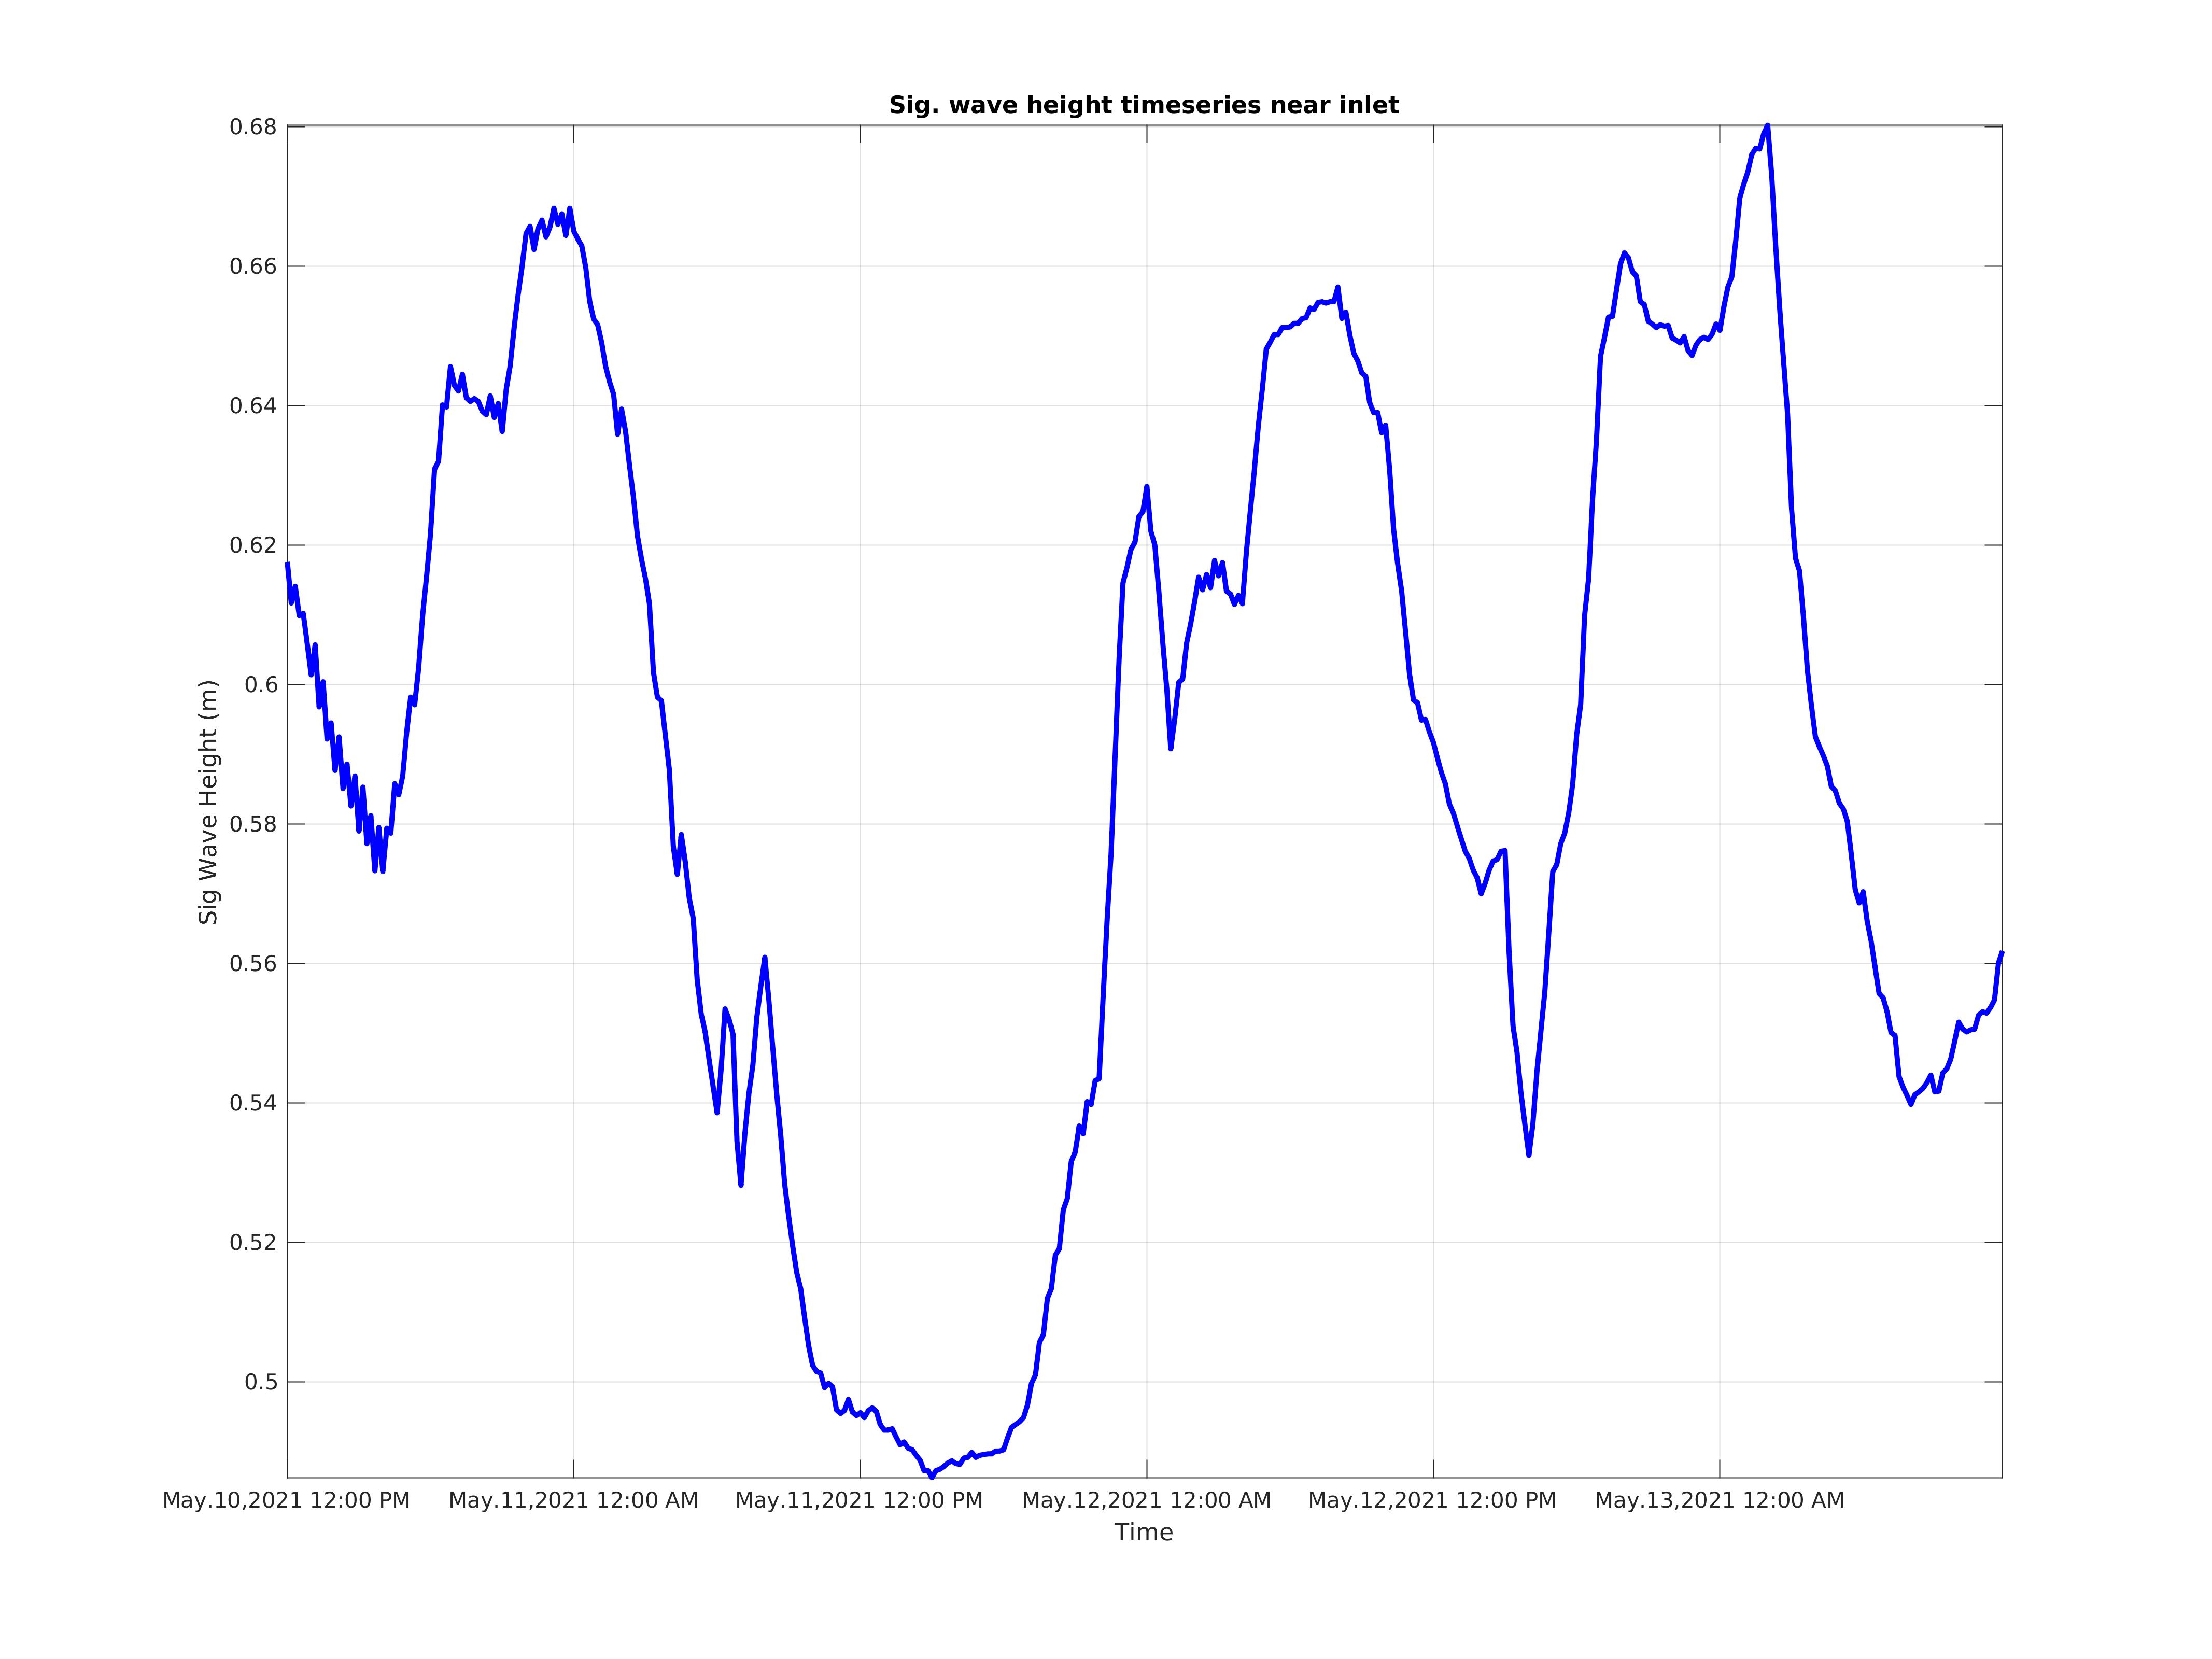 Sig. wave height timeseries near inlet
0.68
0.66
0.64
0.62
0.6
0.58
0.56
0.54
0.52
0.5
Sig Wave Height (m)
May.10,2021 12:00 PM
May.11,2021 12:00 AM
May.11,2021 12:00 PM
May.12,2021 12:00 AM
May.12,2021 12:00 PM
May.13,2021 12:00 AM
Time